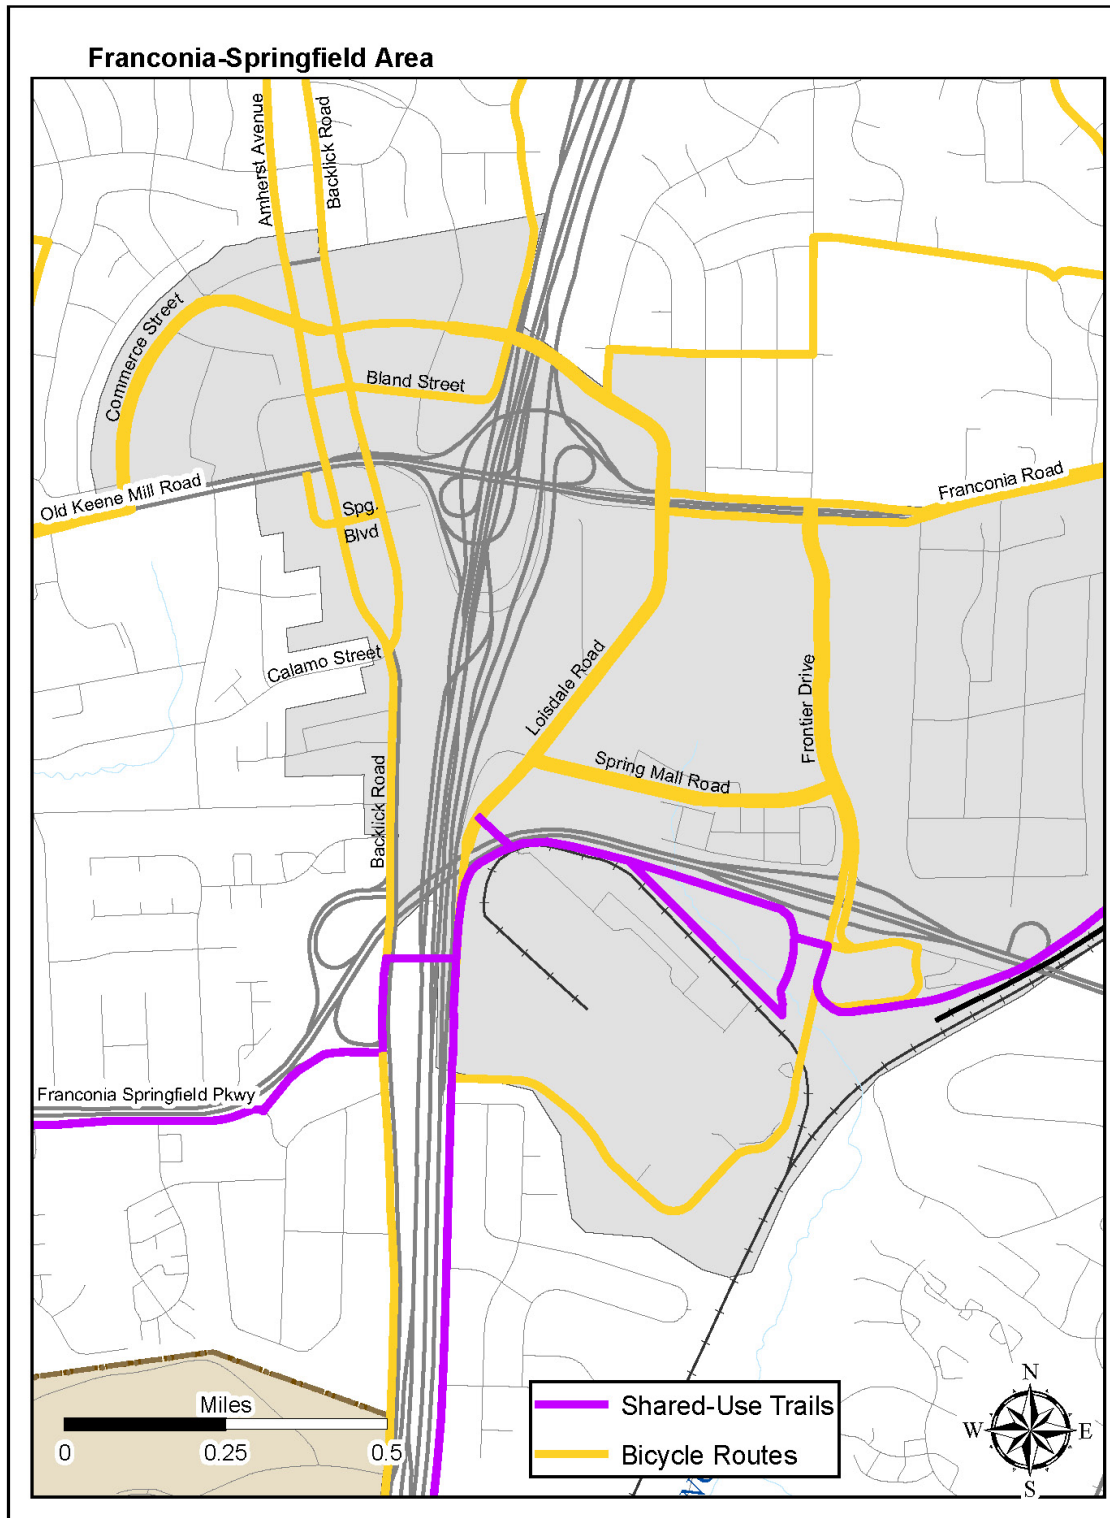 Franconia-Springfield Area
Amherst Avenue
Backlick Road
Commerce Street
Bland Street
Old Keene Mill Road
Spg.
Blvd
Franconia Road
Calamo Street
Loisdale Road
Frontier Drive
Spring Mall Road
Backlick Road
Franconia Springfield Pkwy
Miles
0
0.25
0.5
Shared-Use Trails
Bicycle Routes
N
W
E
S